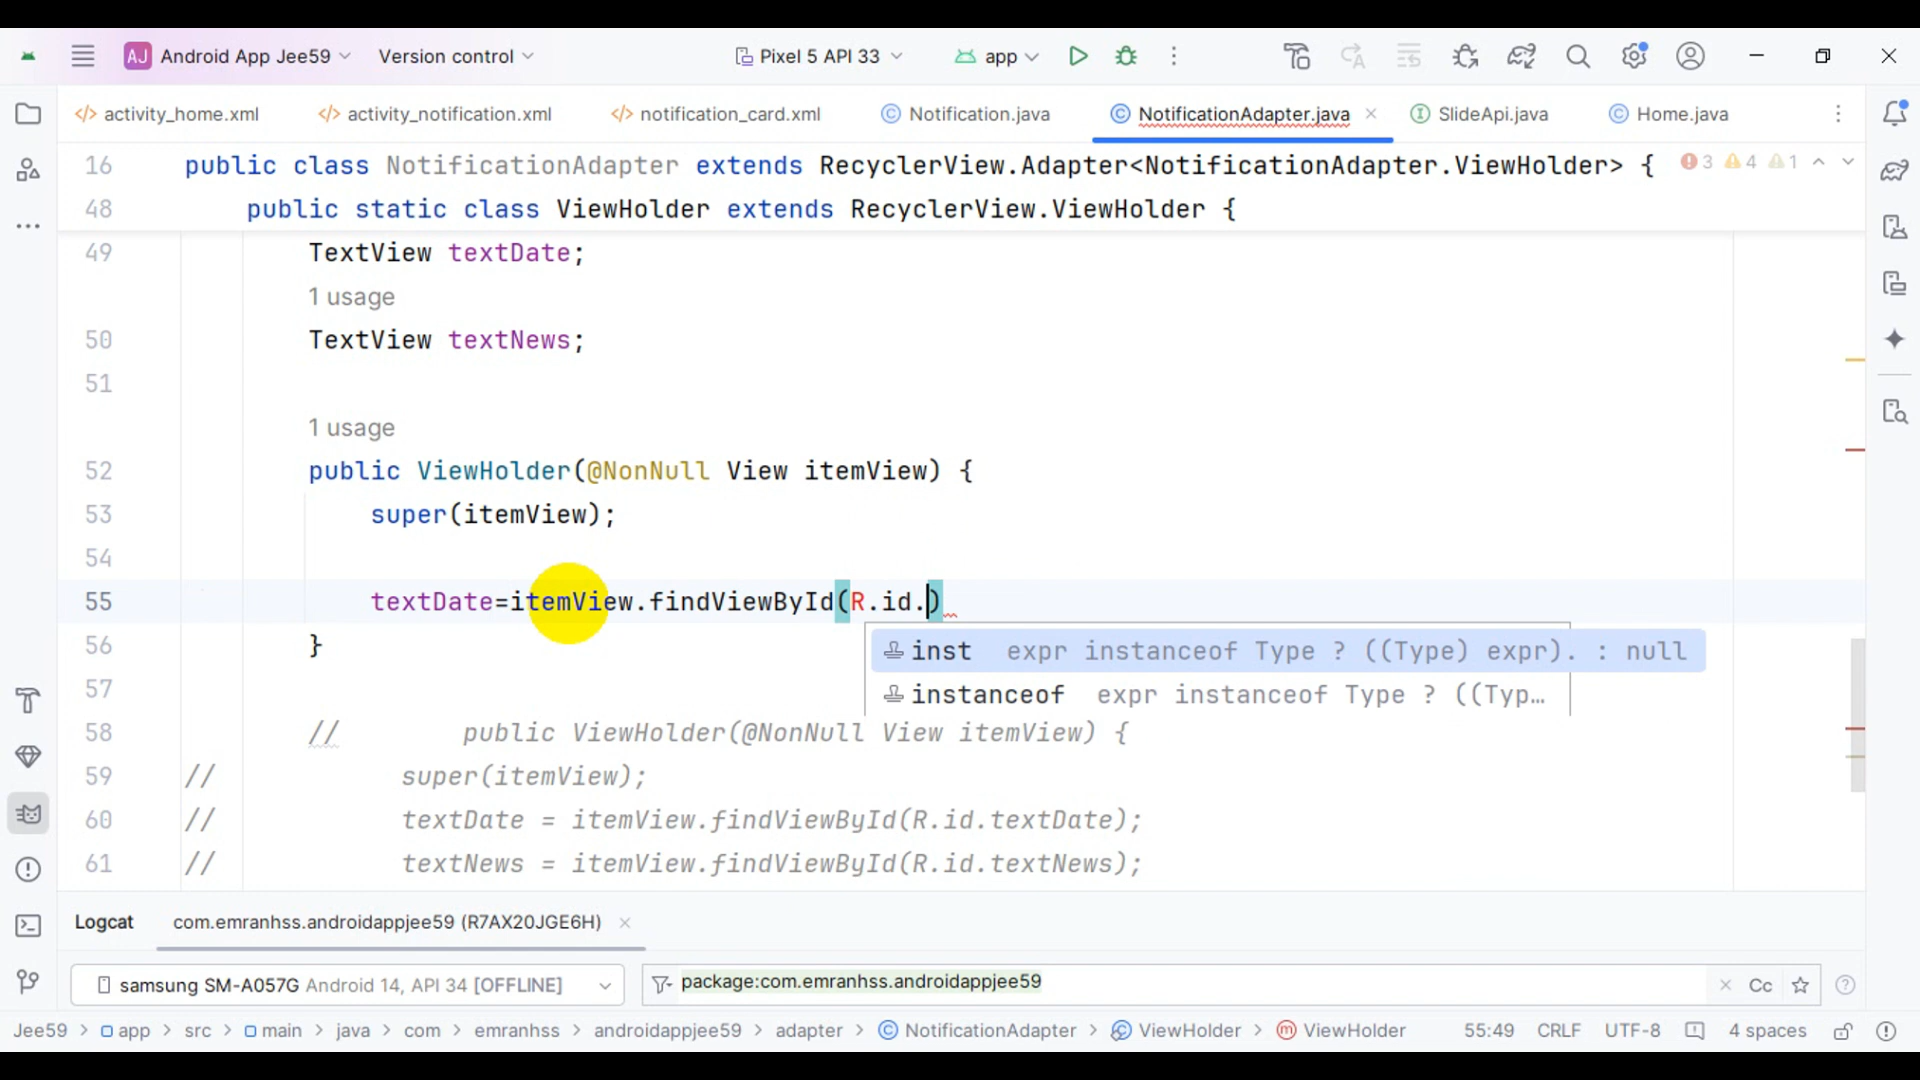 AJ Android App Jee59 Version control Pixel 5 API 33 app
activity_home.xml activity_notification.xml notification_card.xml Notification.java NotificationAdapter.java SlideApi.java Home.java
16 public class NotificationAdapter extends RecyclerView.Adapter<NotificationAdapter.ViewHolder> { 3 4 1
48 public static class ViewHolder extends RecyclerView.ViewHolder {
49 TextView textDate;
1 usage
50 TextView textNews;
51
1 usage
52 public ViewHolder(@NonNull View itemView) {
53 super(itemView);
54
55 textDate=itemView.findViewById(R.id.)
56 }
inst expr instanceof Type ? ((Type) expr). : null
57
instanceof expr instanceof Type ? ((Typ…
58 // public ViewHolder(@NonNull View itemView) {
59 // super(itemView);
60 // textDate = itemView.findViewById(R.id.textDate);
61 // textNews = itemView.findViewById(R.id.textNews);
Logcat com.emranhss.androidappjee59 (R7AX20JGE6H)
samsung SM-A057G Android 14, API 34 [OFFLINE] package:com.emranhss.androidappjee59 Cc
Jee59 > app > src > main > java > com > emranhss > androidappjee59 > adapter > NotificationAdapter > ViewHolder > ViewHolder 55:49 CRLF UTF-8 4 spaces